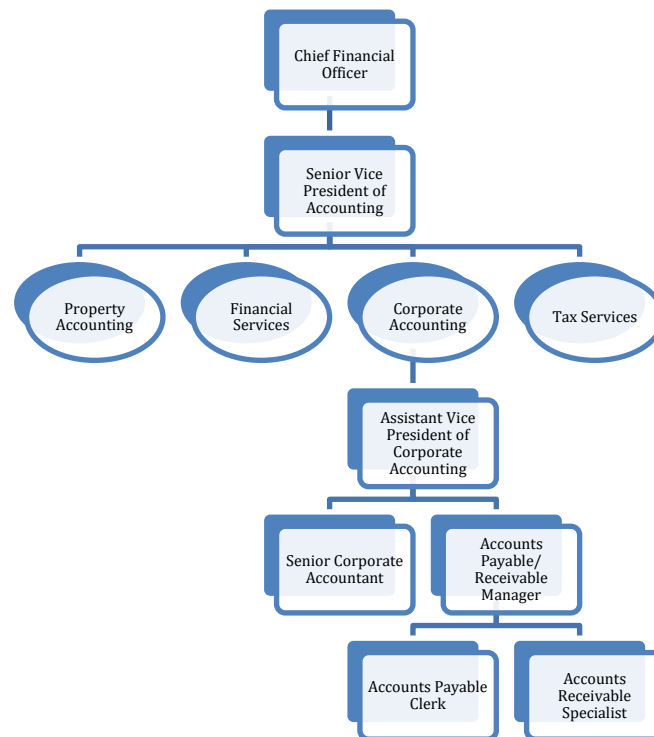 Chief Financial
Officer
Senior Vice
President of
Accounting
Property
Accounting
Financial
Services
Corporate
Accounting
Tax Services
Assistant Vice
President of
Corporate
Accounting
Senior Corporate
Accountant
Accounts
Payable/
Receivable
Manager
Accounts Payable
Clerk
Accounts
Receivable
Specialist